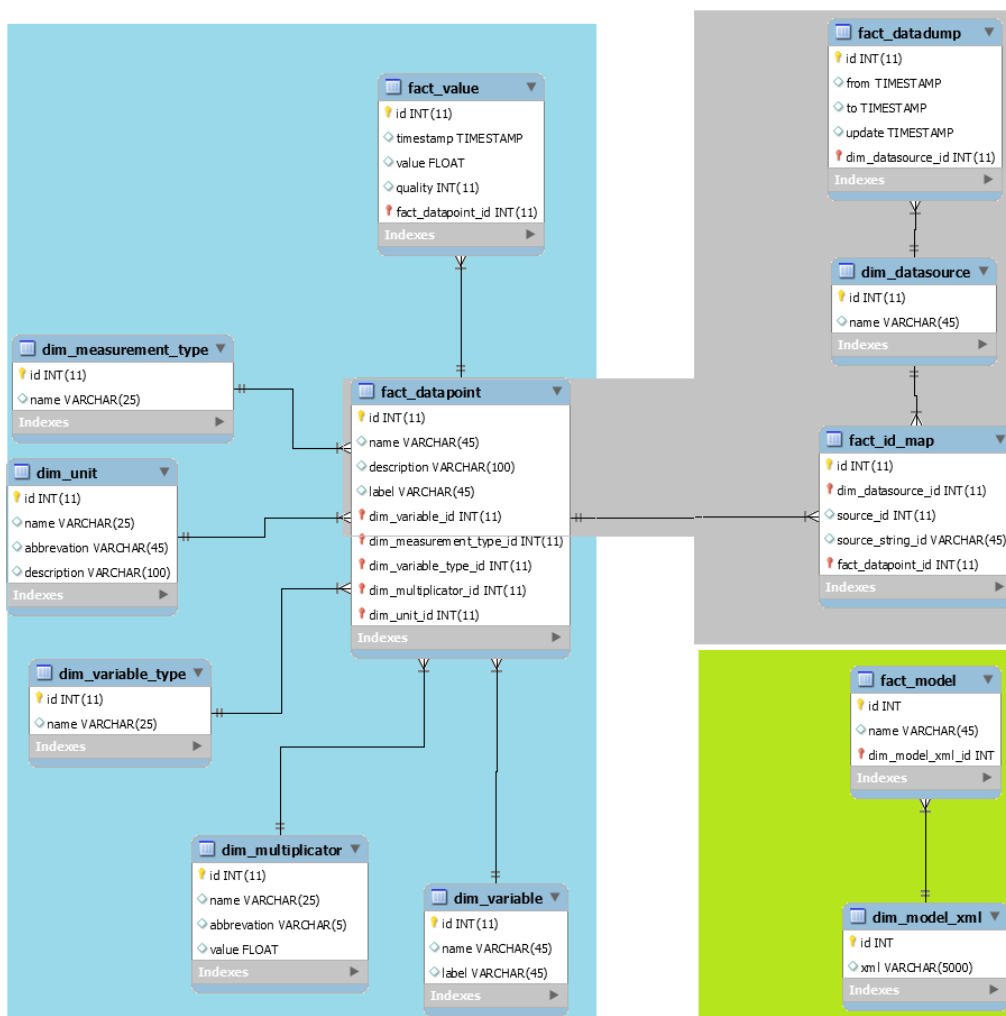 fact_value
id INT(11)
timestamp TIMESTAMP
value FLOAT
quality INT(11)
fact_datapoint_id INT(11)
Indexes
fact_datadump
id INT(11)
from TIMESTAMP
to TIMESTAMP
update TIMESTAMP
dim_datasource_id INT(11)
Indexes
dim_datasource
id INT(11)
name VARCHAR(45)
Indexes
dim_measurement_type
id INT(11)
name VARCHAR(25)
Indexes
fact_datapoint
id INT(11)
name VARCHAR(45)
description VARCHAR(100)
label VARCHAR(45)
dim_variable_id INT(11)
dim_measurement_type_id INT(11)
dim_variable_type_id INT(11)
dim_multiplicator_id INT(11)
dim_unit_id INT(11)
Indexes
fact_id_map
id INT(11)
dim_datasource_id INT(11)
source_id INT(11)
source_string_id VARCHAR(45)
fact_datapoint_id INT(11)
Indexes
dim_unit
id INT(11)
name VARCHAR(25)
abbrevation VARCHAR(45)
description VARCHAR(100)
Indexes
dim_variable_type
id INT(11)
name VARCHAR(25)
Indexes
fact_model
id INT
name VARCHAR(45)
dim_model_xml_id INT
Indexes
dim_multiplicator
id INT(11)
name VARCHAR(25)
abbrevation VARCHAR(5)
value FLOAT
Indexes
dim_variable
id INT(11)
name VARCHAR(45)
label VARCHAR(45)
Indexes
dim_model_xml
id INT
xml VARCHAR(5000)
Indexes